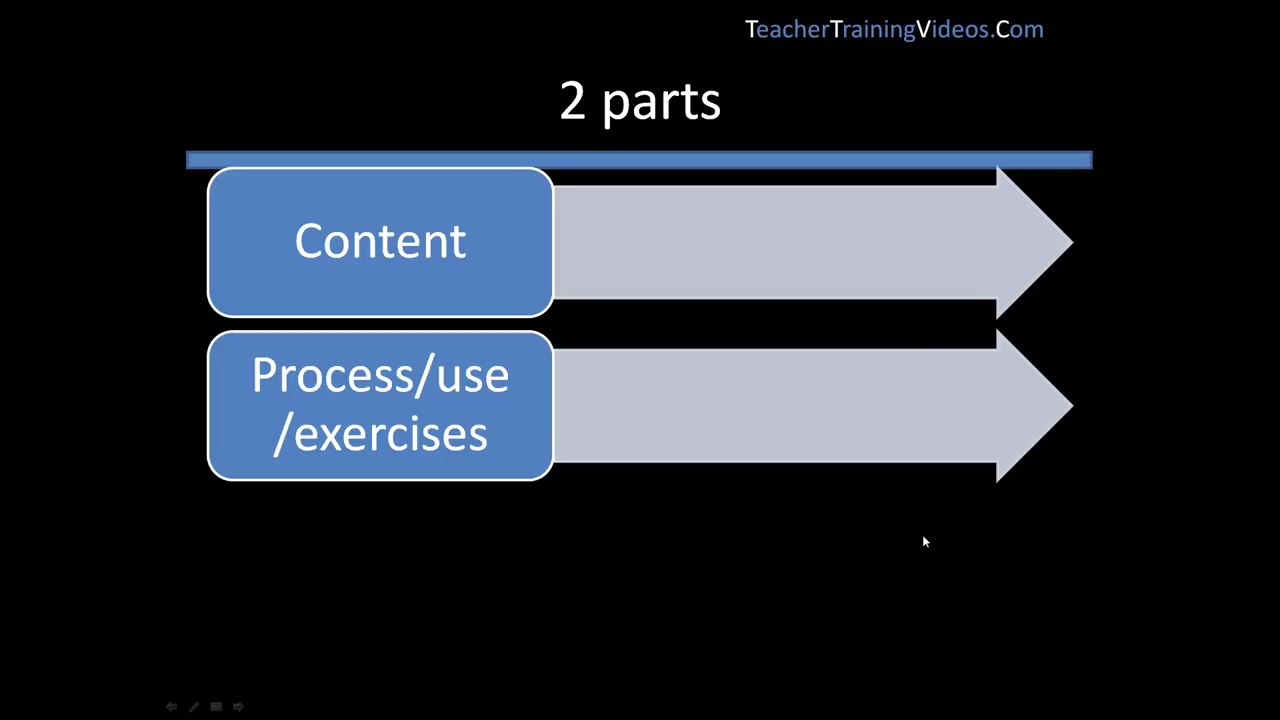 TeacherTrainingVideos.Com
2 parts
Content
Process/use
/exercises